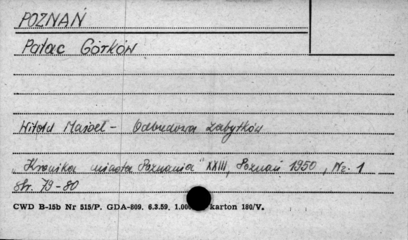 POZNAŃ
Pałac GÓRKÓW
Witold Maisel - Odbudowa zabytków
"Kronika miasta Poznania" XXIII, Poznań 1950, Nr. 1
str. 79-80
CWD B-15b Nr 515/P. GDA-809. 6.3.59. 1.000 karton 180/V.